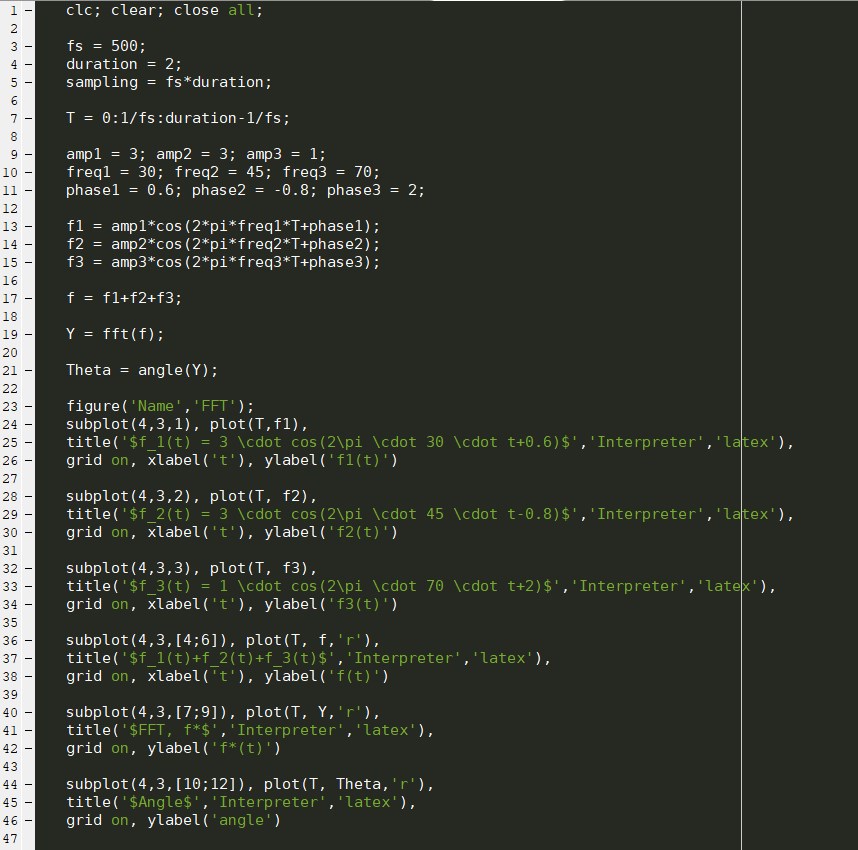 1 – clc; clear; close all;
2
3 – fs = 500;
4 – duration = 2;
5 – sampling = fs*duration;
6
7 – T = 0:1/fs:duration-1/fs;
8
9 – amp1 = 3; amp2 = 3; amp3 = 1;
10 – freq1 = 30; freq2 = 45; freq3 = 70;
11 – phase1 = 0.6; phase2 = -0.8; phase3 = 2;
12
13 – f1 = amp1*cos(2*pi*freq1*T+phase1);
14 – f2 = amp2*cos(2*pi*freq2*T+phase2);
15 – f3 = amp3*cos(2*pi*freq3*T+phase3);
16
17 – f = f1+f2+f3;
18
19 – Y = fft(f);
20
21 – Theta = angle(Y);
22
23 – figure('Name','FFT');
24 – subplot(4,3,1), plot(T,f1),
25 – title('$f_1(t) = 3 \cdot cos(2\pi \cdot 30 \cdot t+0.6)$','Interpreter','latex'),
26 – grid on, xlabel('t'), ylabel('f1(t)')
27
28 – subplot(4,3,2), plot(T, f2),
29 – title('$f_2(t) = 3 \cdot cos(2\pi \cdot 45 \cdot t-0.8)$','Interpreter','latex'),
30 – grid on, xlabel('t'), ylabel('f2(t)')
31
32 – subplot(4,3,3), plot(T, f3),
33 – title('$f_3(t) = 1 \cdot cos(2\pi \cdot 70 \cdot t+2)$','Interpreter','latex'),
34 – grid on, xlabel('t'), ylabel('f3(t)')
35
36 – subplot(4,3,[4;6]), plot(T, f,'r'),
37 – title('$f_1(t)+f_2(t)+f_3(t)$','Interpreter','latex'),
38 – grid on, xlabel('t'), ylabel('f(t)')
39
40 – subplot(4,3,[7;9]), plot(T, Y,'r'),
41 – title('$FFT, f*$','Interpreter','latex'),
42 – grid on, ylabel('f*(t)')
43
44 – subplot(4,3,[10;12]), plot(T, Theta,'r'),
45 – title('$Angle$','Interpreter','latex'),
46 – grid on, ylabel('angle')
47